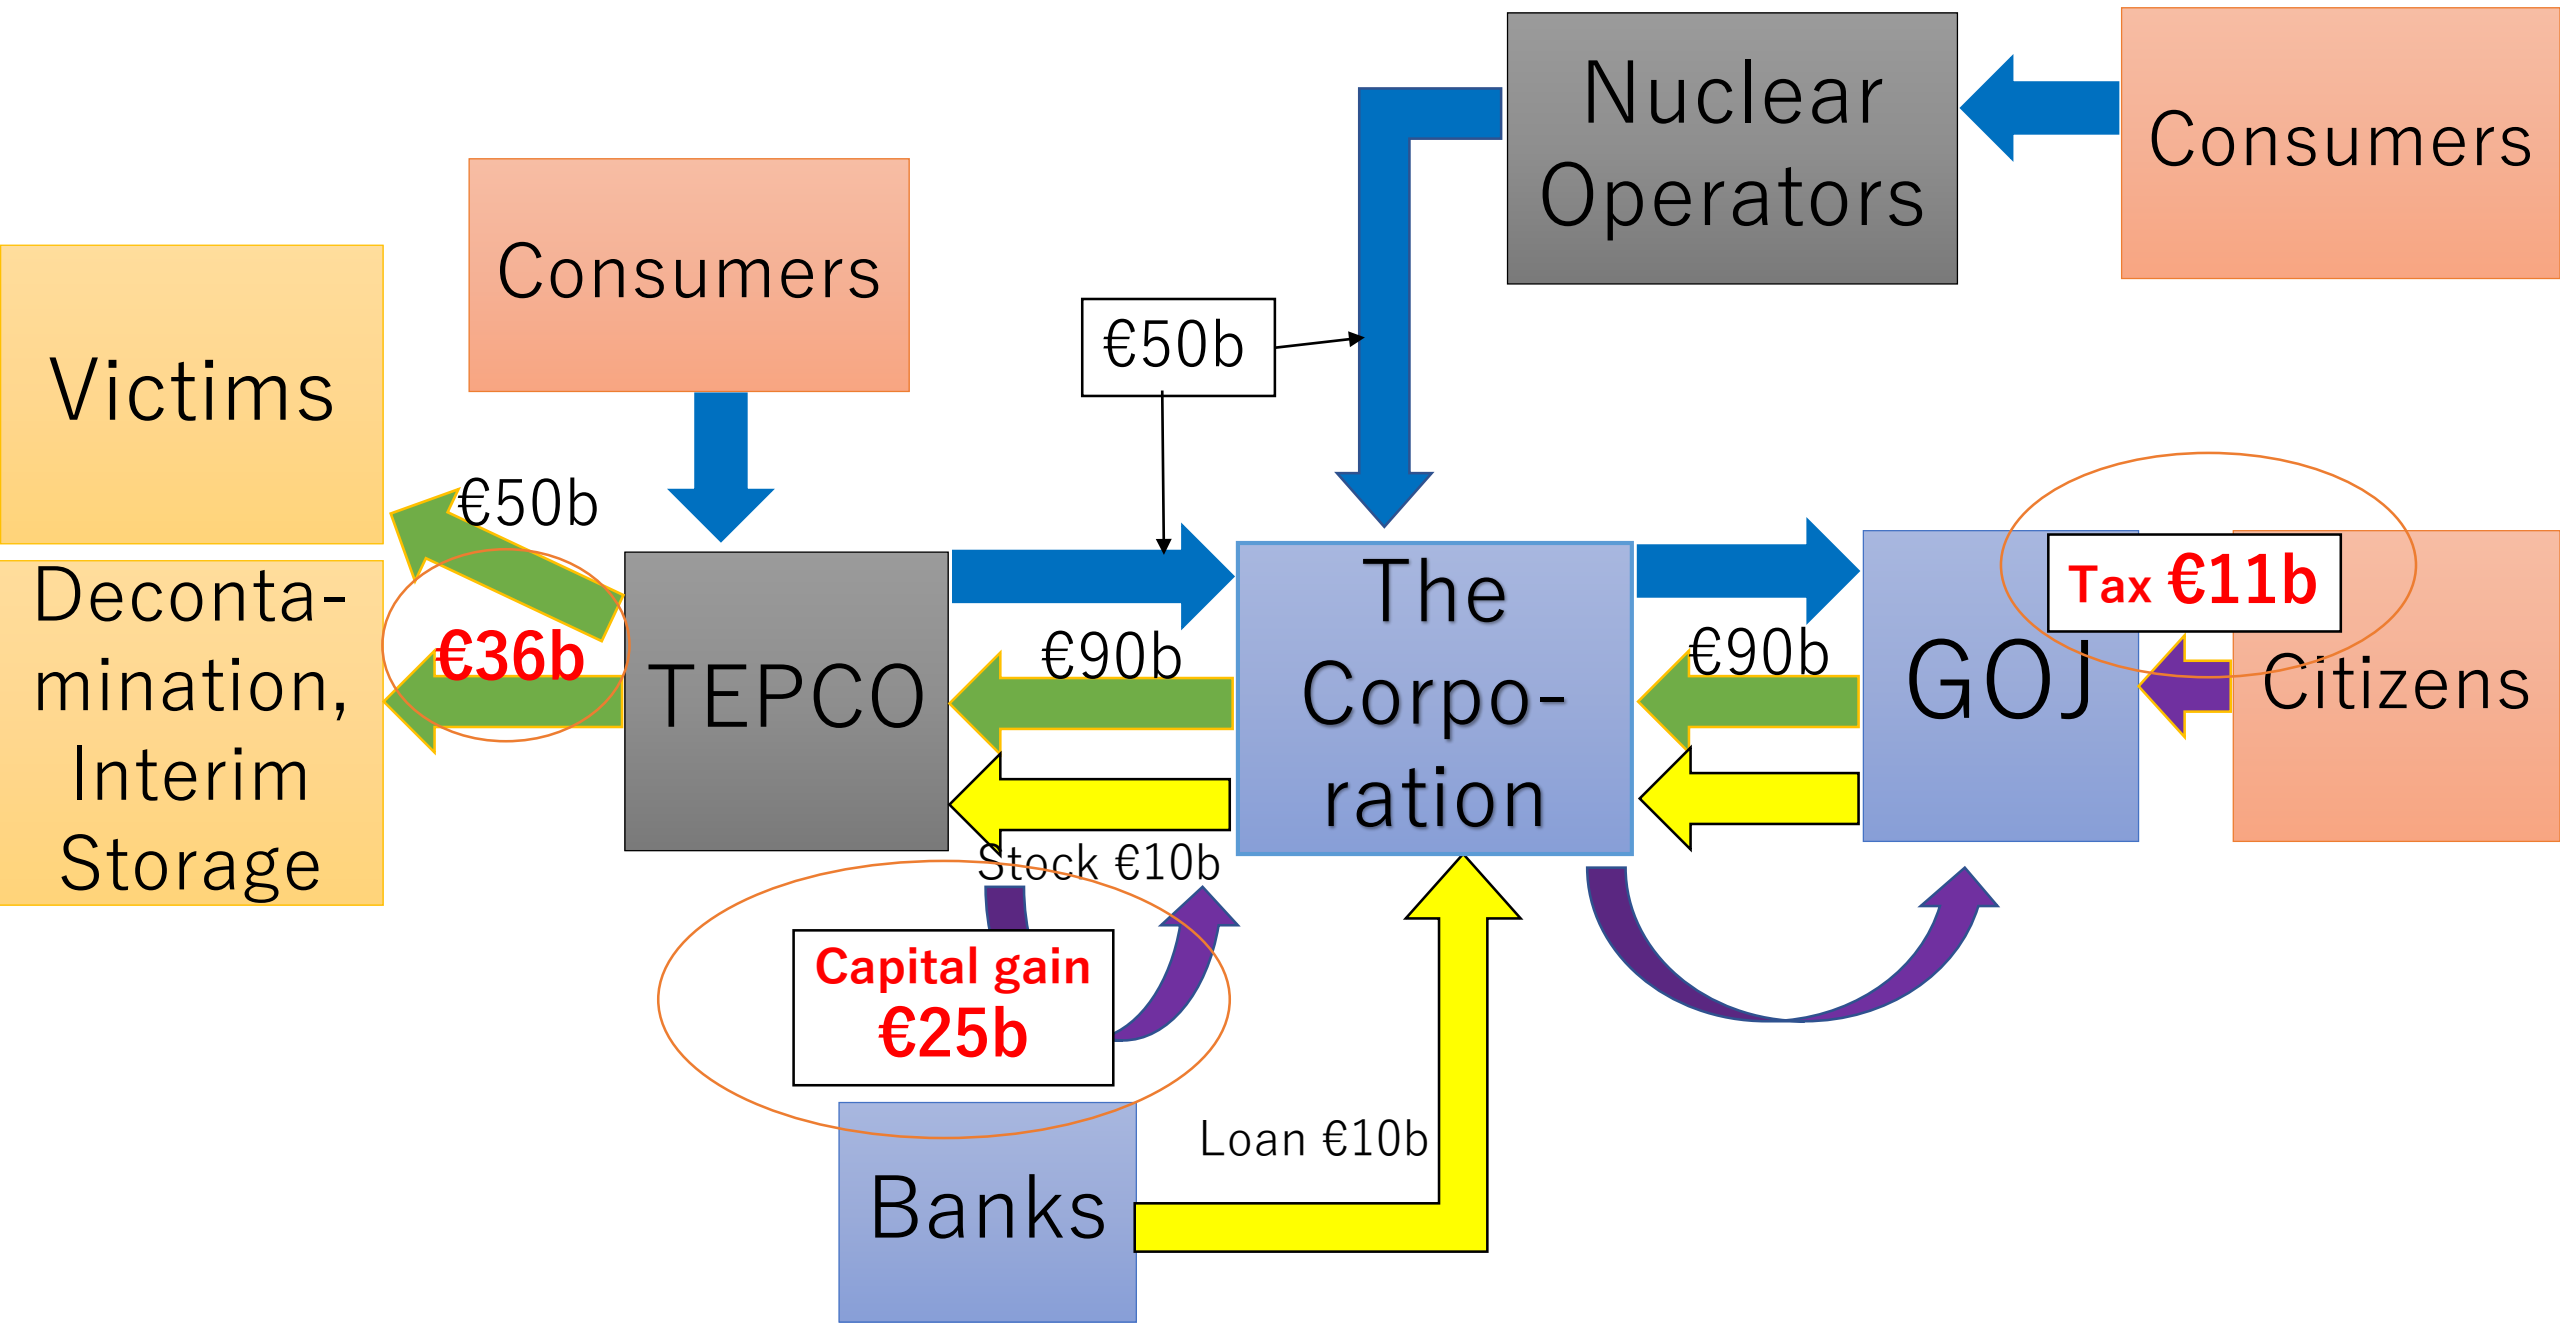 Nuclear
Operators
Consumers
Consumers
€50b
Victims
€50b
Deconta-
mination,
Interim
Storage
€36b
TEPCO
€90b
The
Corpo-
ration
€90b
GOJ
Tax €11b
Citizens
Stock €10b
Capital gain
€25b
Loan €10b
Banks